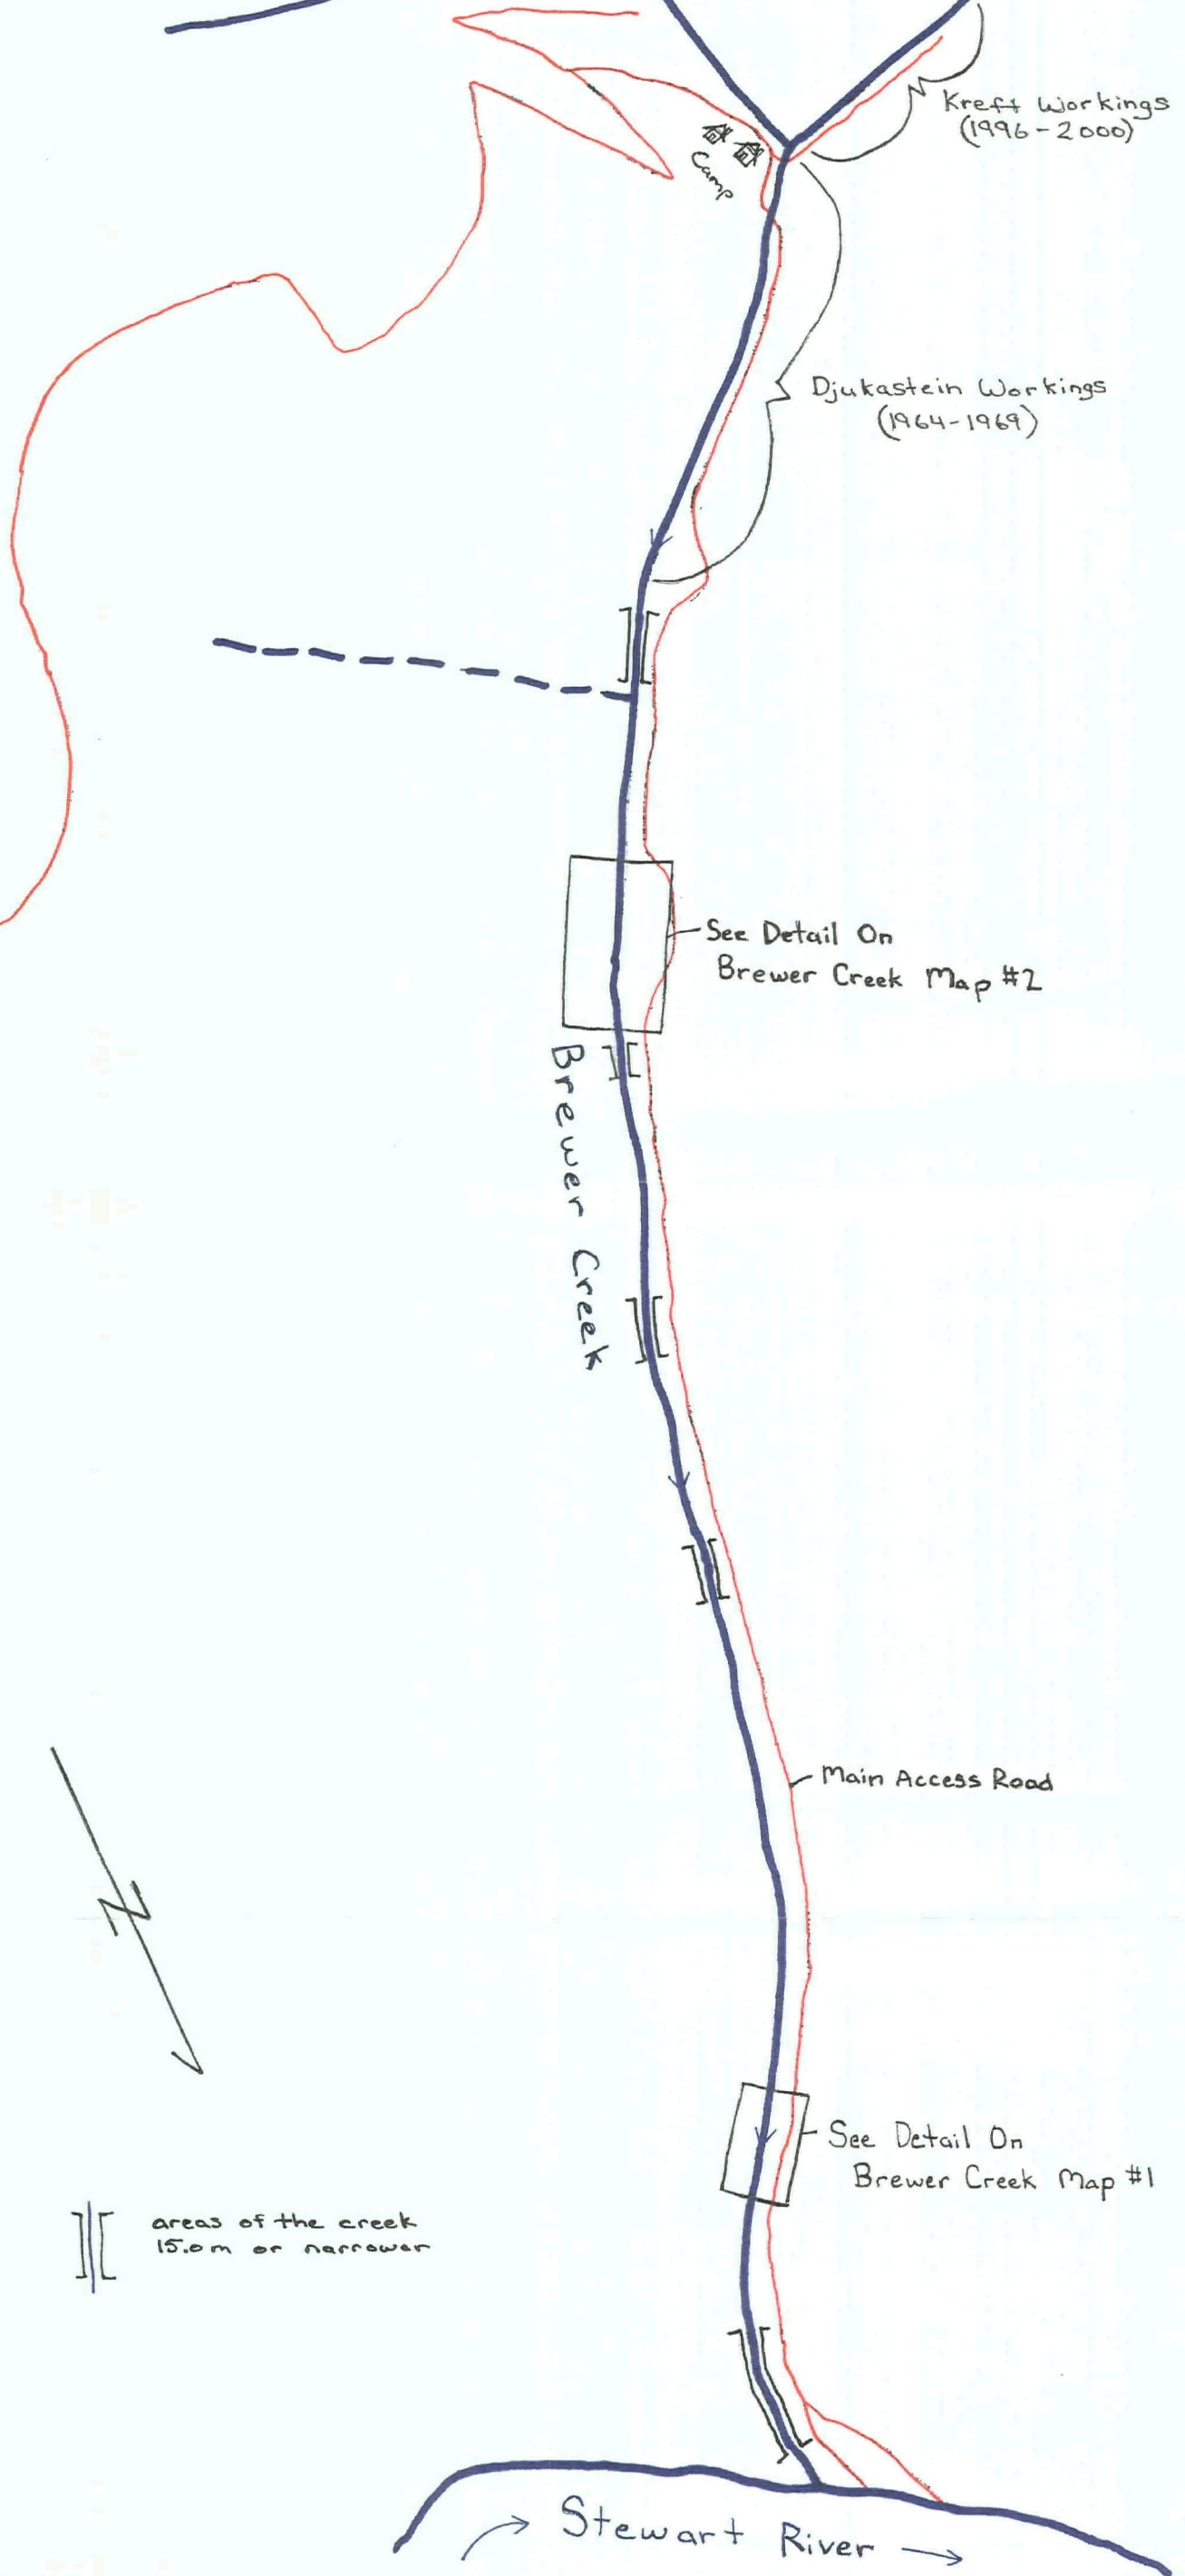 Kreft Workings
(1996-2000)
Camp
Djukastein Workings
(1964-1969)
See Detail On
Brewer Creek Map #2
Brewer Creek
Main Access Road
N
See Detail On
Brewer Creek Map #1
areas of the creek
15.0m or narrower
Stewart River